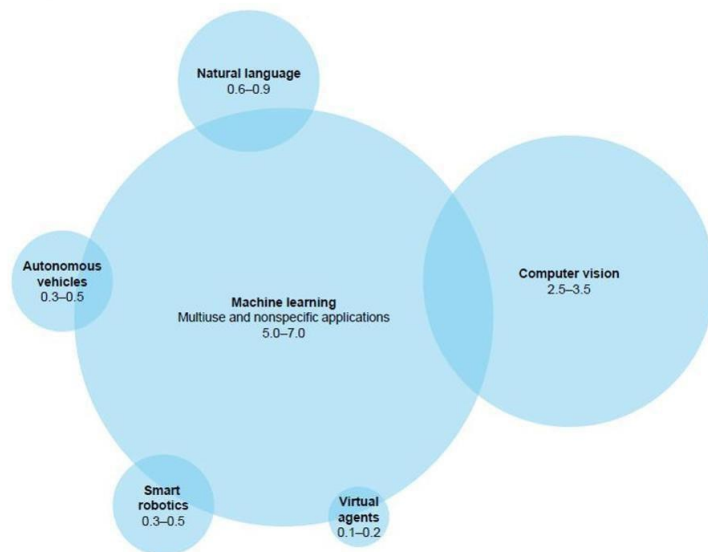 Natural language
0.6–0.9
Autonomous
vehicles
0.3–0.5
Computer vision
2.5–3.5
Machine learning
Multiuse and nonspecific applications
5.0–7.0
Smart
robotics
0.3–0.5
Virtual
agents
0.1–0.2